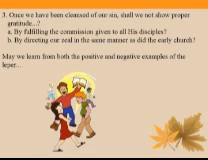 3. Once we have been cleansed of our sin, shall we not show proper
gratitude...?
a. By fulfilling the commission given to all His disciples?
b. By directing our zeal in the same manner as did the early church?
May we learn from both the positive and negative examples of the
leper...